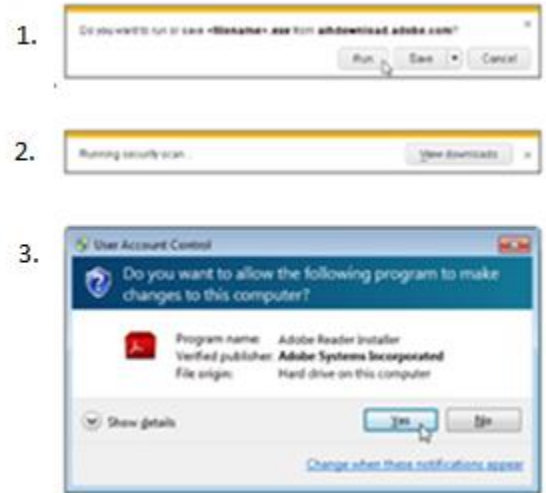 1.
Do you want to run or save <filename>.exe from aihdownload.adobe.com?
Run Save Cancel
2.
Running security scan...
View downloads
3.
User Account Control
Do you want to allow the following program to make
changes to this computer?
Program name: Adobe Reader Installer
Verified publisher: Adobe Systems Incorporated
File origin: Hard drive on this computer
Show details
Yes No
Change when these notifications appear